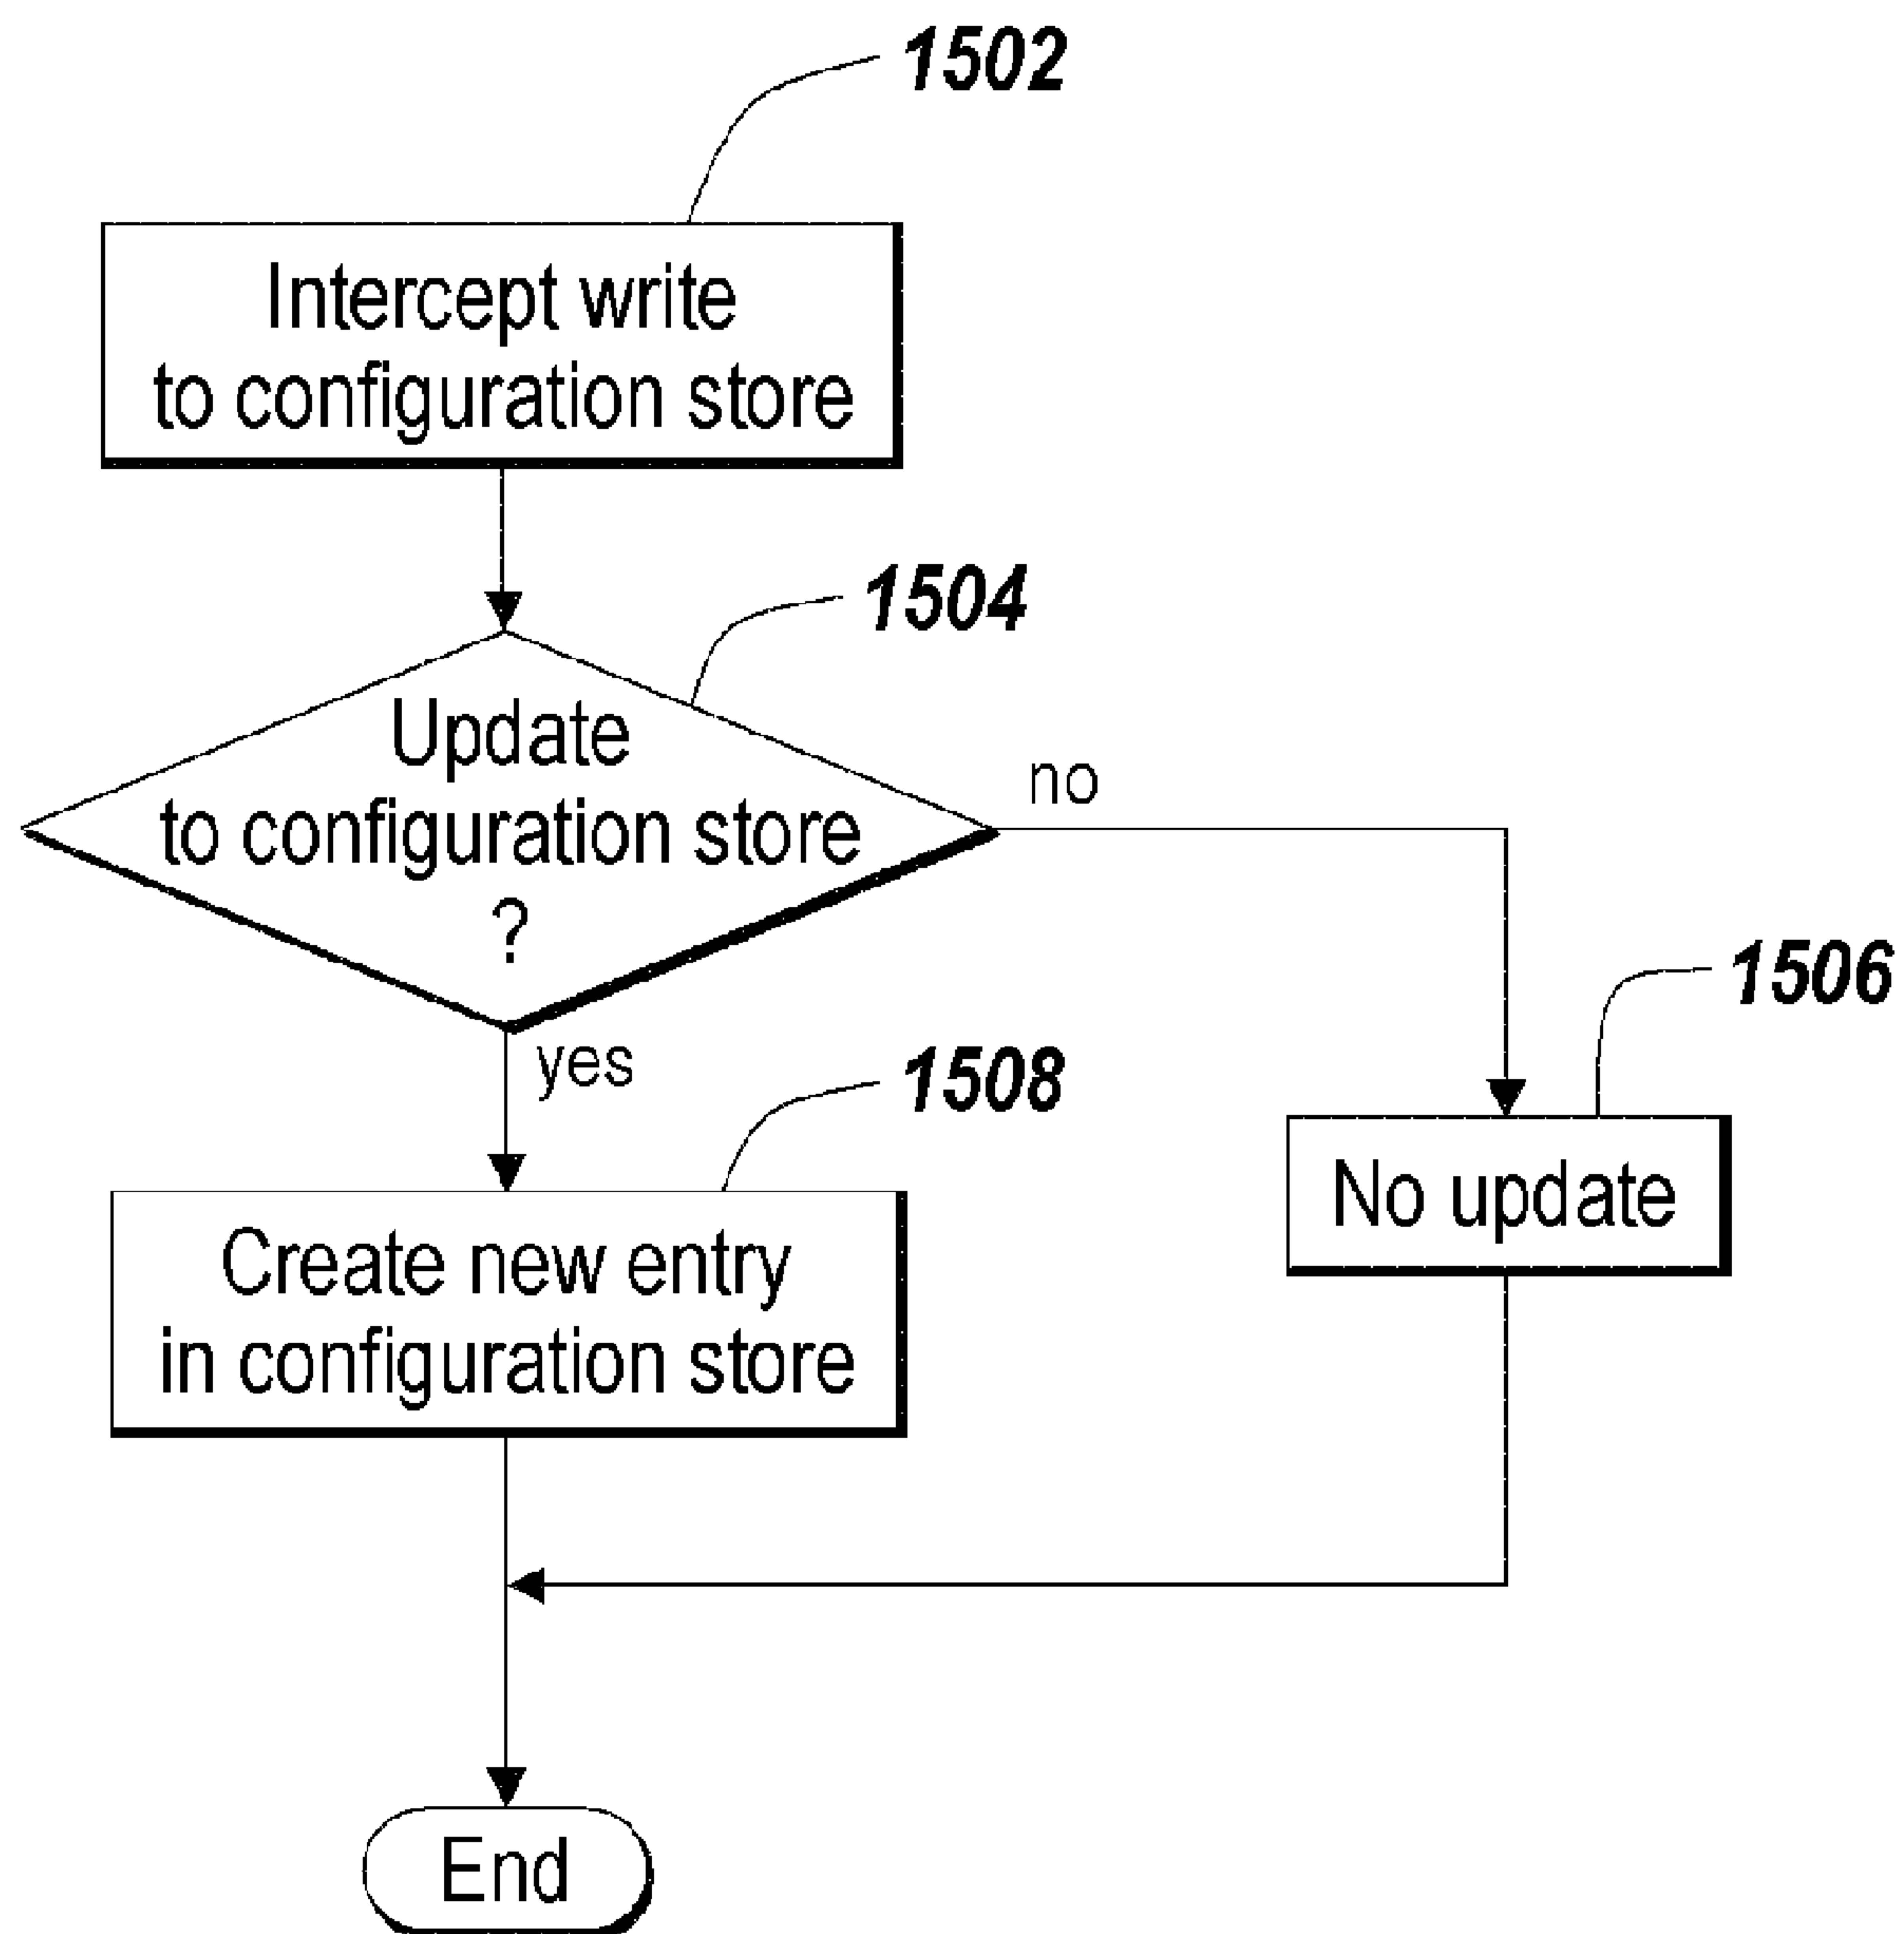 1502
Intercept write
to configuration store
1504
Update
to configuration store
?
no
yes
1506
No update
1508
Create new entry
in configuration store
End